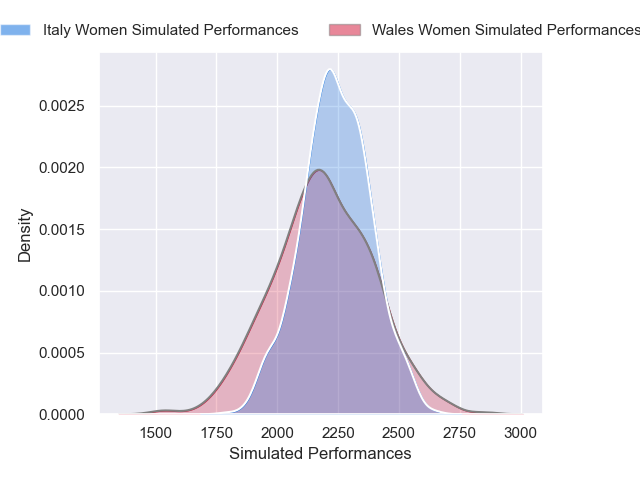 Italy Women Simulated Performances
Wales Women Simulated Performances
0.0025
0.0020
0.0015
0.0010
0.0005
0.0000
Density
1500 1750 2000 2250 2500 2750 3000
Simulated Performances